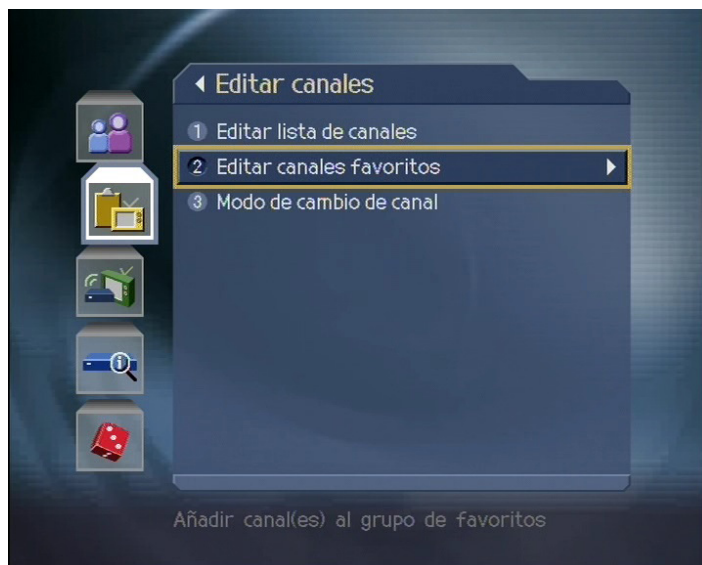 Editar canales
1 Editar lista de canales
2 Editar canales favoritos
3 Modo de cambio de canal
Añadir canal(es) al grupo de favoritos